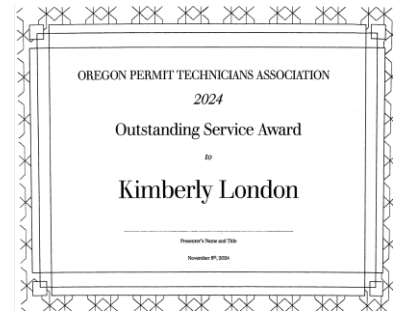 OREGON PERMIT TECHNICIANS ASSOCIATION
2024
Outstanding Service Award
to
Kimberly London
Presenter's Name and Title
November 8th, 2024